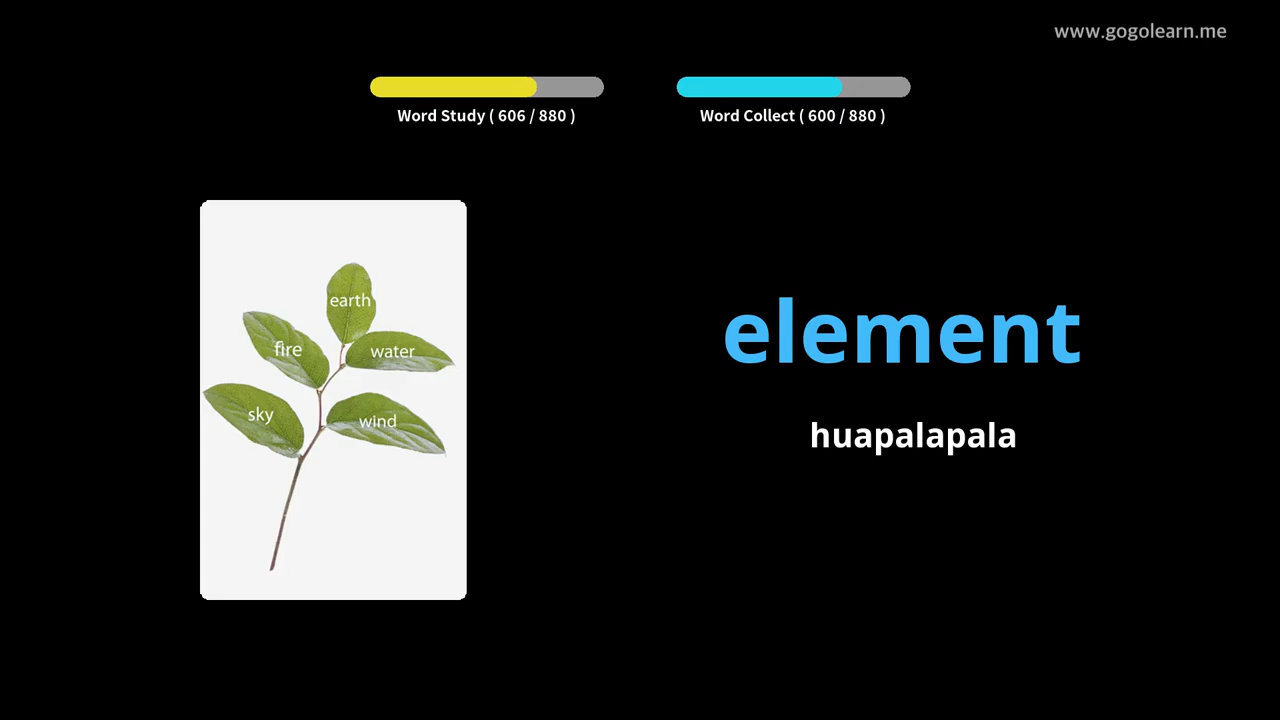 www.gogolearn.me
Word Study ( 606 / 880 )
Word Collect ( 600 / 880 )
earth
fire
water
sky
wind
element
huapalapala